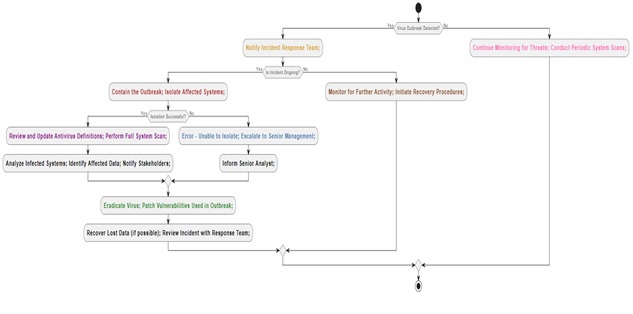 Virus Outbreak Detected?
Yes
No
Notify Incident Response Team;
Continue Monitoring for Threats; Conduct Periodic System Scans;
Is Incident Ongoing?
Yes
No
Contain the Outbreak; Isolate Affected Systems;
Monitor for Further Activity; Initiate Recovery Procedures;
Isolation Successful?
Yes
No
Review and Update Antivirus Definitions; Perform Full System Scan;
Error - Unable to Isolate; Escalate to Senior Management;
Analyze Infected Systems; Identify Affected Data; Notify Stakeholders;
Inform Senior Analyst;
Eradicate Virus; Patch Vulnerabilities Used in Outbreak;
Recover Lost Data (if possible); Review Incident with Response Team;